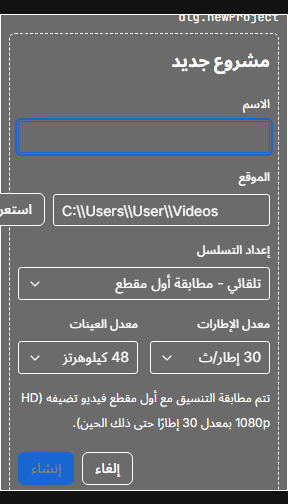 dlg.newProject
مشروع جديد
الاسم
الموقع
C:\\Users\\User\\Videos
إعداد التسلسل
تلقائي - مطابقة أول مقطع
معدل الإطارات
معدل العينات
30 إطار/ث
48 كيلوهرتز
تتم مطابقة التنسيق مع أول مقطع فيديو تضيفه (HD
1080p بمعدل 30 إطارًا حتى ذلك الحين).
إلغاء
إنشاء